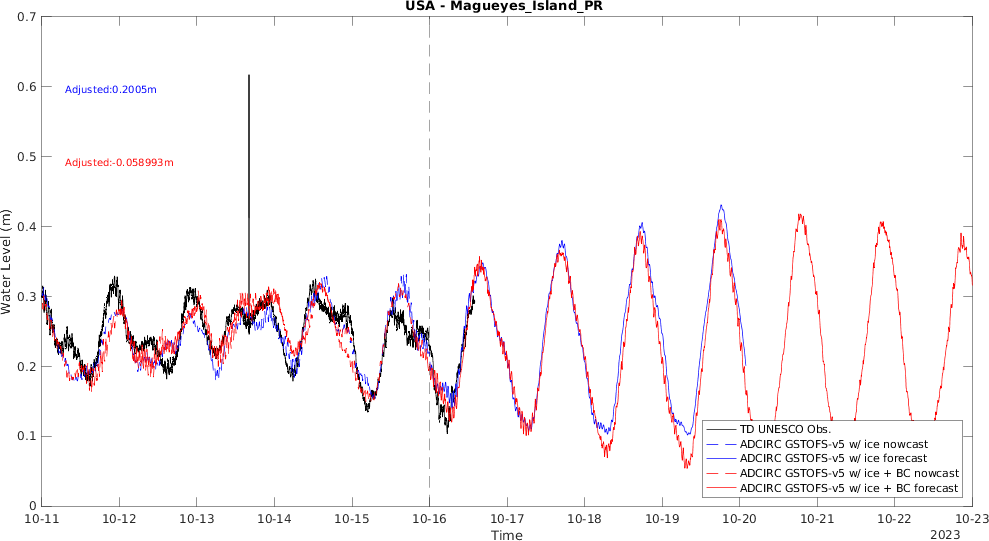 USA - Magueyes_Island_PR
0.7
0.6
0.5
0.4
0.3
0.2
0.1
0
Water Level (m)
Adjusted:0.2005m
Adjusted:-0.058993m
TD UNESCO Obs.
ADCIRC GSTOFS-v5 w/ ice nowcast
ADCIRC GSTOFS-v5 w/ ice forecast
ADCIRC GSTOFS-v5 w/ ice + BC nowcast
ADCIRC GSTOFS-v5 w/ ice + BC forecast
10-11 10-12 10-13 10-14 10-15 10-16 10-17 10-18 10-19 10-20 10-21 10-22 10-23
Time
2023